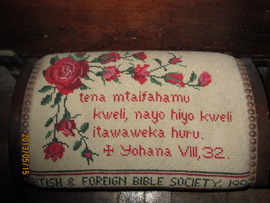 tena mtaifahamu
kweli, nayo hiyo kweli
itawaweka huru.
✠ Yohana VIII, 32.
BRITISH & FOREIGN BIBLE SOCIETY,
2013/05/15